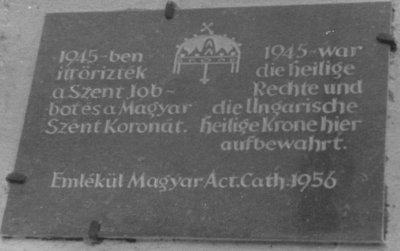 1945-ben
itt őrizték
a Szent Job-
bot és a Magyar
Szent Koronát.
1945-war
die heilige
Rechte und
die Ungarische
heilige Krone hier
aufbewahrt.
Emlékül Magyar Act. Cath. 1956